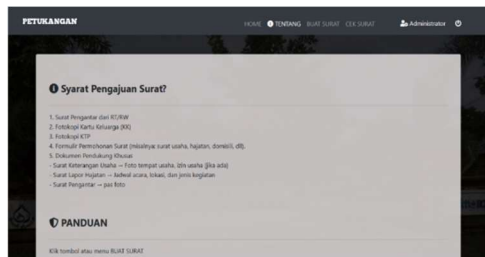 PETUKANGAN
HOME TENTANG BUAT SURAT CEK SURAT Administrator
Syarat Pengajuan Surat?
1. Surat Pengantar dari RT/RW
2. Fotokopi Kartu Keluarga (KK)
3. Fotokopi KTP
4. Formulir Permohonan Surat (misalnya: surat usaha, hajatan, domisili, dll).
5. Dokumen Pendukung Khusus
- Surat Keterangan Usaha — Foto tempat usaha, izin usaha (jika ada)
- Surat Lapor Hajatan — Jadwal acara, lokasi, dan jenis kegiatan
- Surat Pengantar — pas foto
PANDUAN
Klik tombol atau menu BUAT SURAT